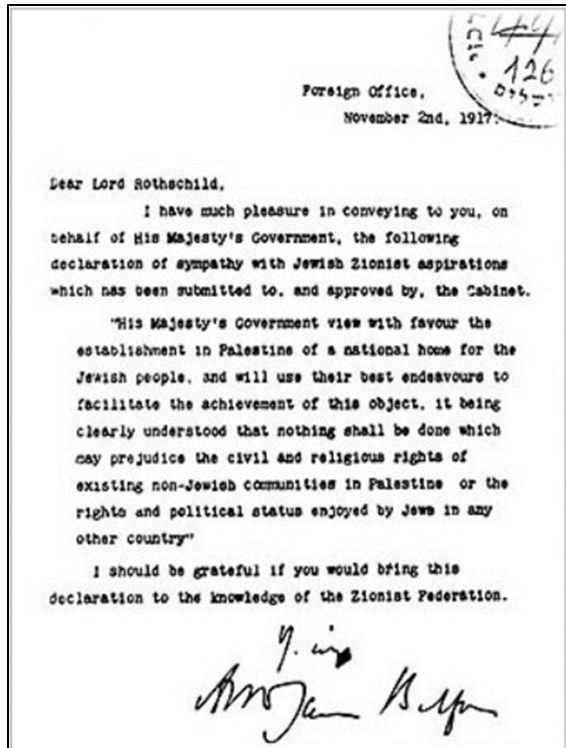 126
Foreign Office,
November 2nd, 1917.
Dear Lord Rothschild,
I have much pleasure in conveying to you, on
behalf of His Majesty's Government, the following
declaration of sympathy with Jewish Zionist aspirations
which has been submitted to, and approved by, the Cabinet.
"His Majesty's Government view with favour the
establishment in Palestine of a national home for the
Jewish people, and will use their best endeavours to
facilitate the achievement of this object, it being
clearly understood that nothing shall be done which
may prejudice the civil and religious rights of
existing non-Jewish communities in Palestine or the
rights and political status enjoyed by Jews in any
other country"
I should be grateful if you would bring this
declaration to the knowledge of the Zionist Federation.